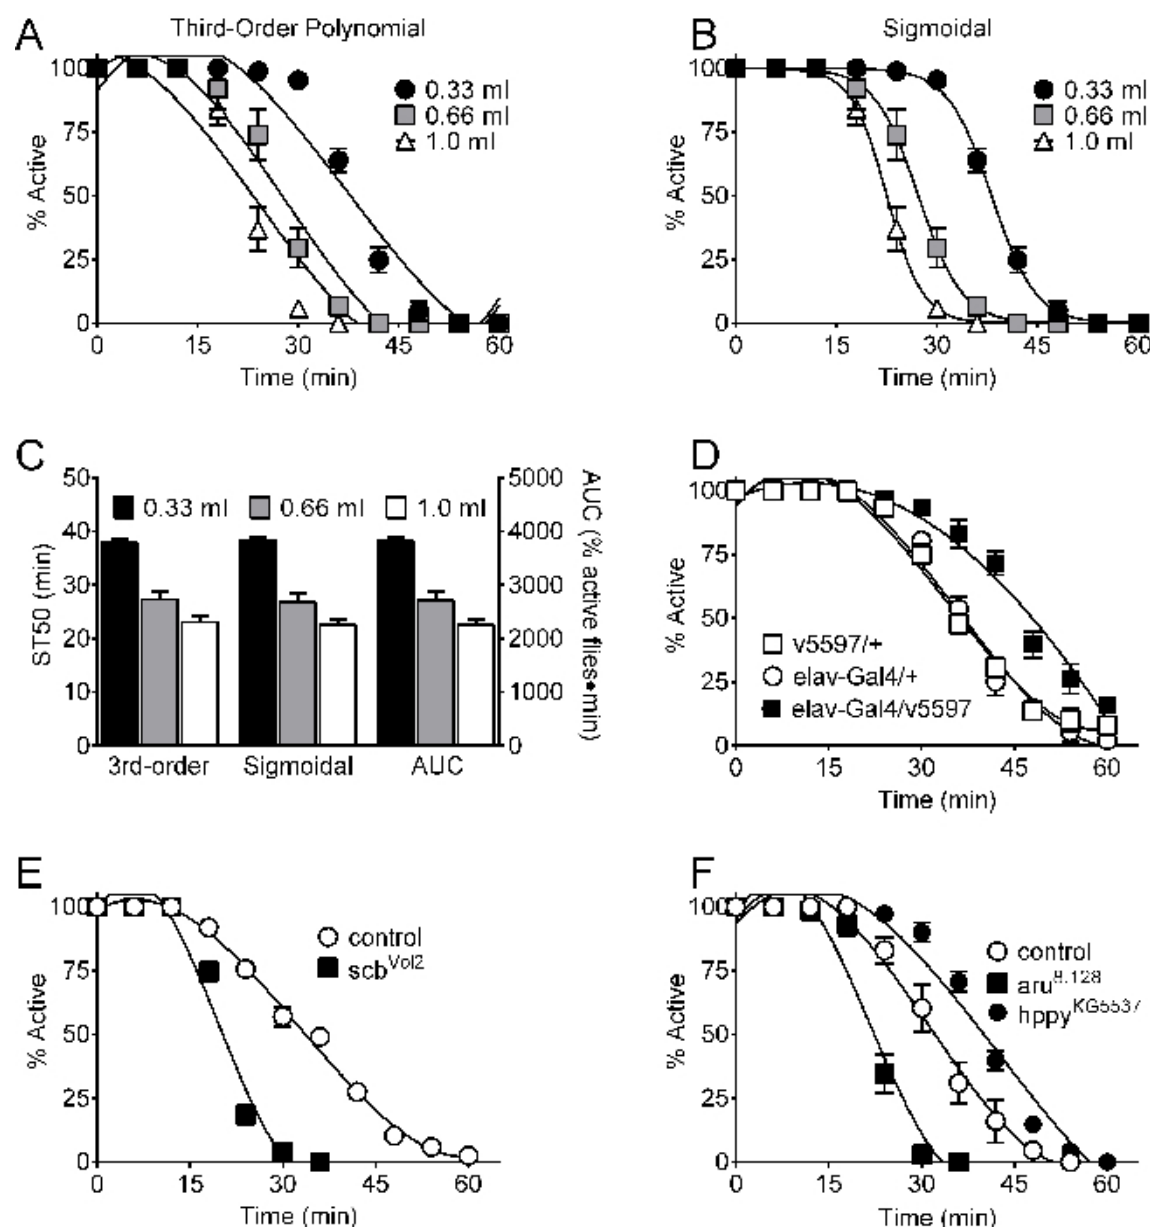 A
Third-Order Polynomial
100
75
50
25
0
% Active
0.33 ml
0.66 ml
1.0 ml
0 15 30 45 60
Time (min)
B
Sigmoidal
100
75
50
25
0
% Active
0.33 ml
0.66 ml
1.0 ml
0 15 30 45 60
Time (min)
C
50
40
30
20
10
0
ST50 (min)
0.33 ml 0.66 ml 1.0 ml
5000
4000
3000
2000
1000
0
AUC (% active flies•min)
3rd-order Sigmoidal AUC
D
100
75
50
25
0
% Active
v5597/+
elav-Gal4/+
elav-Gal4/v5597
0 15 30 45 60
Time (min)
E
100
75
50
25
0
% Active
control
scbVol2
0 15 30 45 60
Time (min)
F
100
75
50
25
0
% Active
control
aru8.128
hppyKG5537
0 15 30 45 60
Time (min)